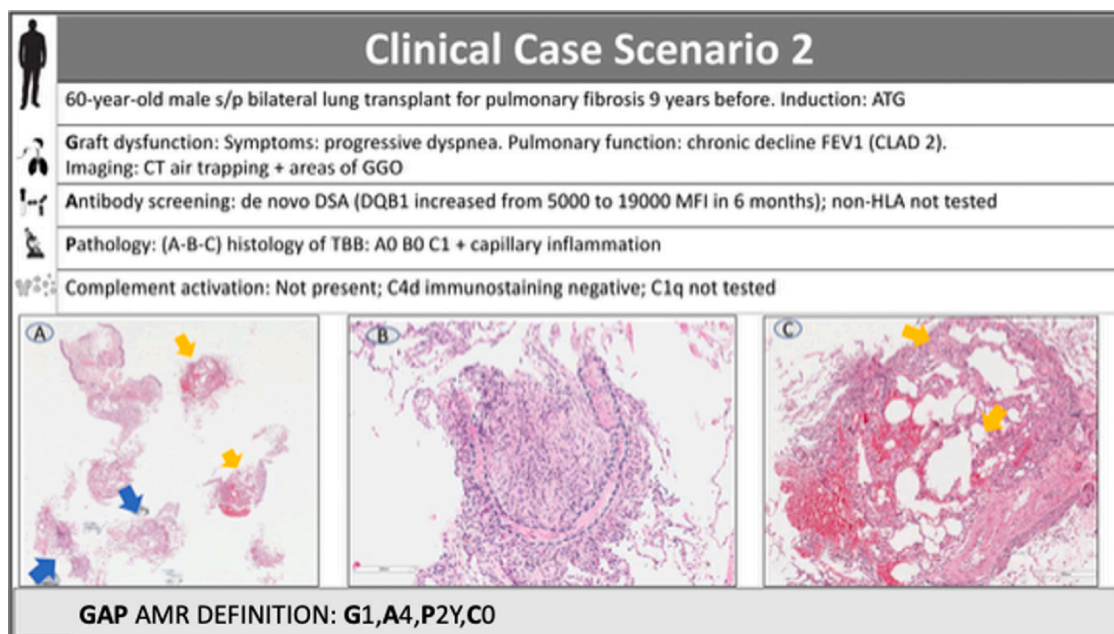 Clinical Case Scenario 2
60-year-old male s/p bilateral lung transplant for pulmonary fibrosis 9 years before. Induction: ATG
Graft dysfunction: Symptoms: progressive dyspnea. Pulmonary function: chronic decline FEV1 (CLAD 2).
Imaging: CT air trapping + areas of GGO
Antibody screening: de novo DSA (DQB1 increased from 5000 to 19000 MFI in 6 months); non-HLA not tested
Pathology: (A-B-C) histology of TBB: A0 B0 C1 + capillary inflammation
Complement activation: Not present; C4d immunostaining negative; C1q not tested
A
B
C
GAP AMR DEFINITION: G1,A4,P2Y,C0